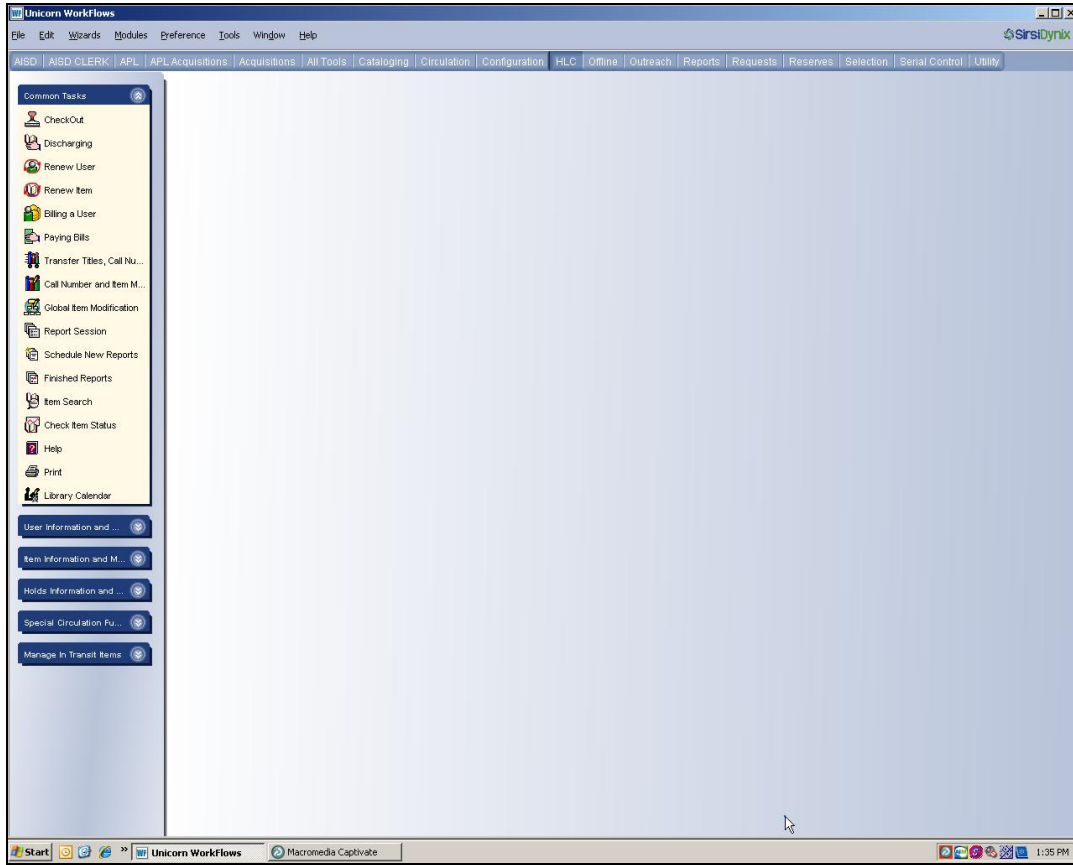 Unicorn WorkFlows
File Edit Wizards Modules Preference Tools Window Help
SirsiDynix
AISD AISD CLERK APL APL Acquisitions Acquisitions All Tools Cataloging Circulation Configuration HLC Offline Outreach Reports Requests Reserves Selection Serial Control Utility
Common Tasks
CheckOut
Discharging
Renew User
Renew Item
Billing a User
Paying Bills
Transfer Titles, Call Nu...
Call Number and Item M...
Global Item Modification
Report Session
Schedule New Reports
Finished Reports
Item Search
Check Item Status
Help
Print
Library Calendar
User Information and ...
Item Information and M...
Holds Information and ...
Special Circulation Fu...
Manage In Transit Items
Start » Unicorn WorkFlows Macromedia Captivate 1:35 PM